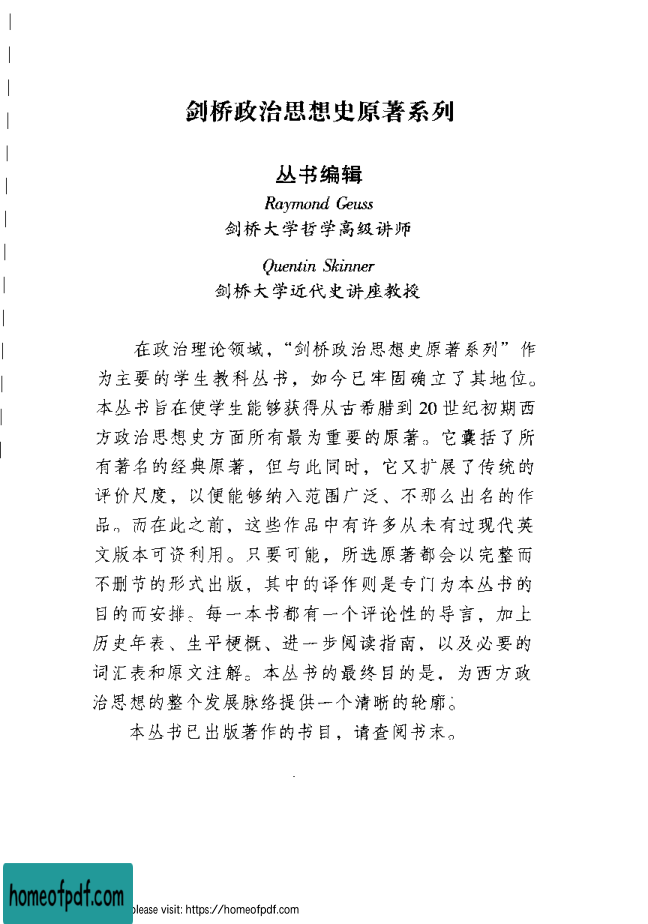 剑桥政治思想史原著系列
丛书编辑
Raymond Geuss
剑桥大学哲学高级讲师
Quentin Skinner
剑桥大学近代史讲座教授
在政治理论领域，“剑桥政治思想史原著系列”作
为主要的学生教科丛书，如今已牢固确立了其地位。
本丛书旨在使学生能够获得从古希腊到 20 世纪初期西
方政治思想史方面所有最为重要的原著。它囊括了所
有著名的经典原著，但与此同时，它又扩展了传统的
评价尺度，以便能够纳入范围广泛、不那么出名的作
品。而在此之前，这些作品中有许多从未有过现代英
文版本可资利用。只要可能，所选原著都会以完整而
不删节的形式出版，其中的译作则是专门为本丛书的
目的而安排。每一本书都有一个评论性的导言，加上
历史年表、生平梗概、进一步阅读指南，以及必要的
词汇表和原文注解。本丛书的最终目的是，为西方政
治思想的整个发展脉络提供一个清晰的轮廓。
本丛书已出版著作的书目，请查阅书末。
homeofpdf.com
please visit: https://homeofpdf.com